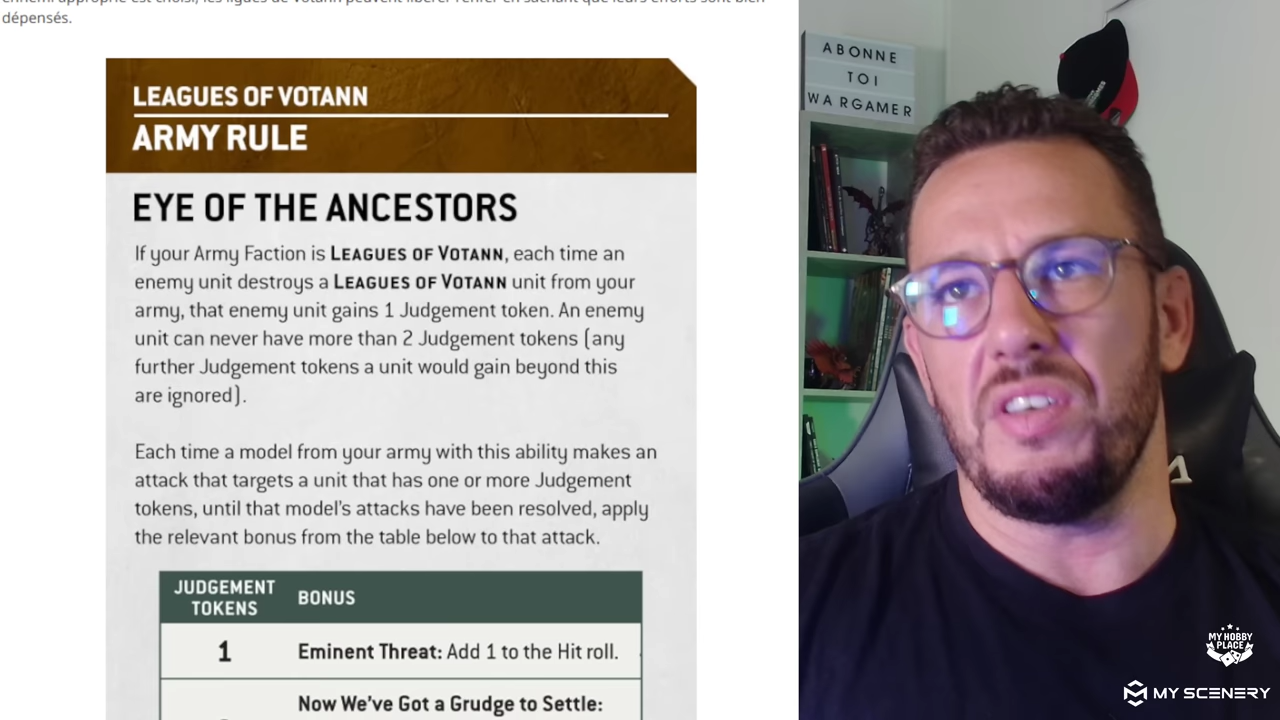 dépensés.
LEAGUES OF VOTANN
ARMY RULE
EYE OF THE ANCESTORS
If your Army Faction is LEAGUES OF VOTANN, each time an
enemy unit destroys a LEAGUES OF VOTANN unit from your
army, that enemy unit gains 1 Judgement token. An enemy
unit can never have more than 2 Judgement tokens (any
further Judgement tokens a unit would gain beyond this
are ignored).
Each time a model from your army with this ability makes an
attack that targets a unit that has one or more Judgement
tokens, until that model's attacks have been resolved, apply
the relevant bonus from the table below to that attack.
JUDGEMENT
TOKENS
BONUS
1
Eminent Threat: Add 1 to the Hit roll.
Now We've Got a Grudge to Settle:
ABONNE
TOI
WARGAMER
MY HOBBY
PLACE
MY SCENERY